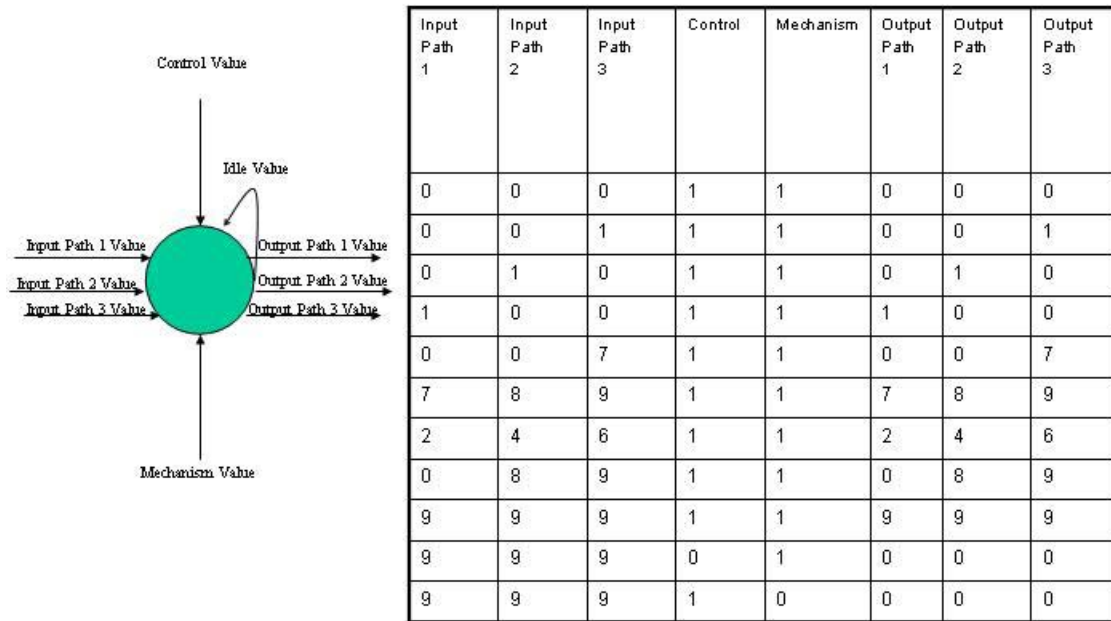 Control Value
Idle Value
Input Path 1 Value Output Path 1 Value
Input Path 2 Value Output Path 2 Value
Input Path 3 Value Output Path 3 Value
Mechanism Value
Input Input Input Control Mechanism Output Output Output
Path Path Path Path Path Path
1 2 3 1 2 3
0 0 0 1 1 0 0 0
0 0 1 1 1 0 0 1
0 1 0 1 1 0 1 0
1 0 0 1 1 1 0 0
0 0 7 1 1 0 0 7
7 8 9 1 1 7 8 9
2 4 6 1 1 2 4 6
0 8 9 1 1 0 8 9
9 9 9 1 1 9 9 9
9 9 9 0 1 0 0 0
9 9 9 1 0 0 0 0